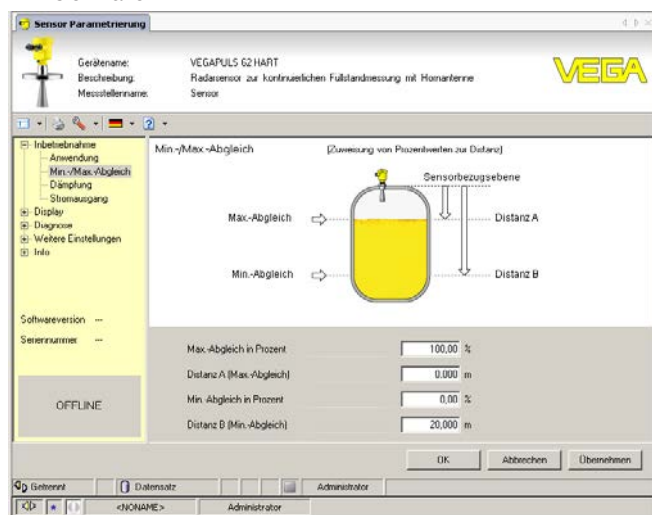 Sensor Parametrierung
Gerätename: VEGAPULS 62 HART
Beschreibung: Radarsensor zur kontinuierlichen Füllstandmessung mit Hornantenne
Messstellenname: Sensor
VEGA
Inbetriebnahme
Anwendung
Min.-/Max.-Abgleich
Dämpfung
Stromausgang
Display
Diagnose
Weitere Einstellungen
Info
Softwareversion ---
Seriennummer ---
OFFLINE
Min.-/Max.-Abgleich (Zuweisung von Prozentwerten zur Distanz)
Sensorbezugsebene
Max.-Abgleich
Distanz A
Min.-Abgleich
Distanz B
Max.-Abgleich in Prozent 100,00 %
Distanz A (Max.-Abgleich) 0.000 m
Min.-Abgleich in Prozent 0,00 %
Distanz B (Min.-Abgleich) 20,000 m
OK Abbrechen Übernehmen
Getrennt Datensatz Administrator
<NONAME> Administrator